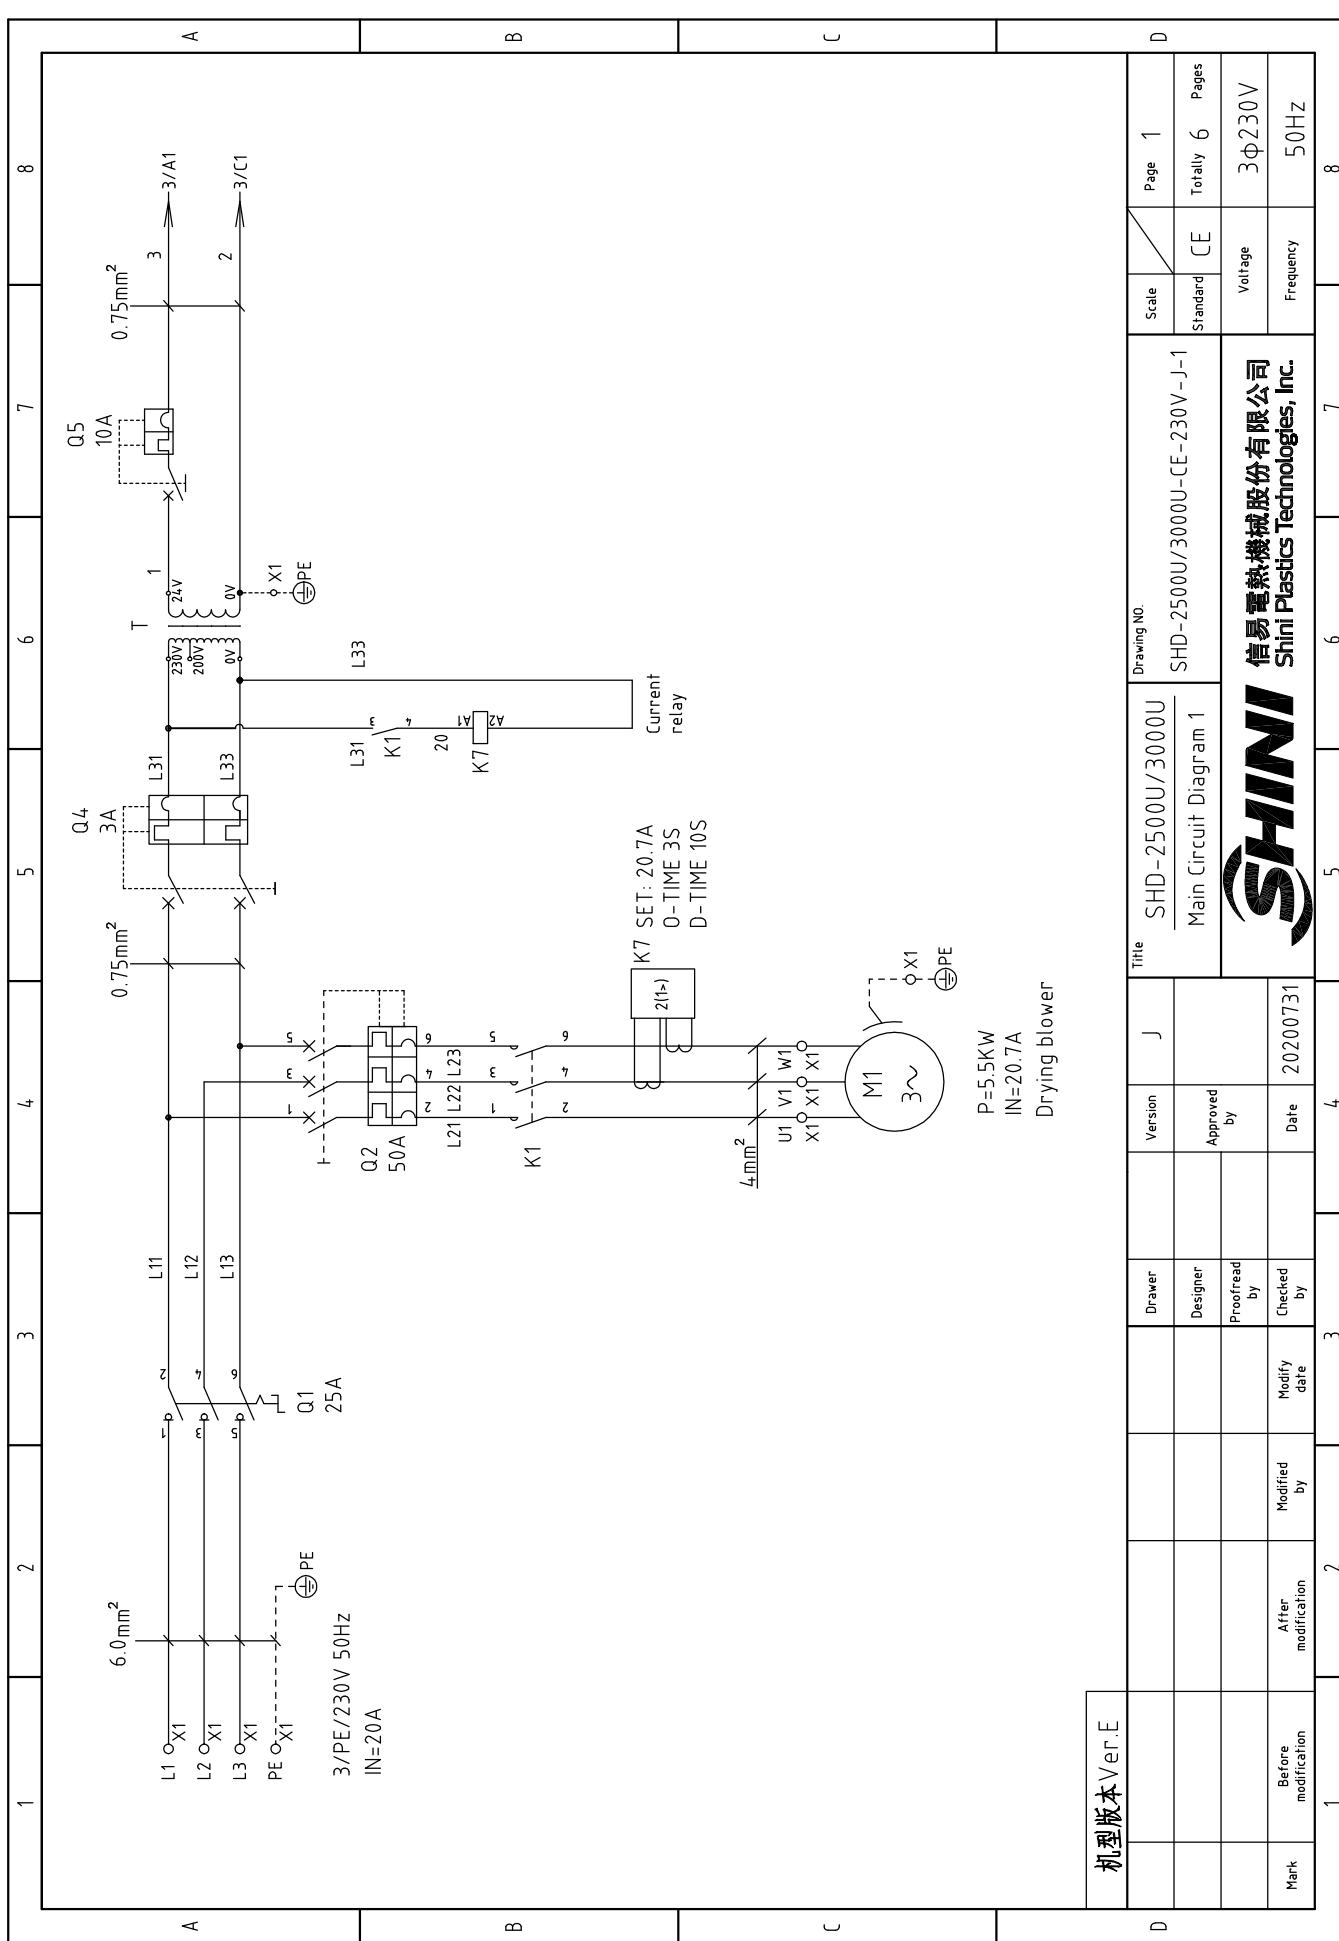 1
2
3
4
5
6
7
8
A
B
C
D
L1
X1
L2
X1
L3
X1
PE
X1
3/PE/230V 50Hz
IN=20A
6.0mm²
PE
1
3
5
2
4
6
Q1
25A
L11
L12
L13
1
3
5
Q2
50A
2
4
6
L21
L22
L23
1
3
5
K1
2
4
6
K7
SET: 20.7A
O-TIME 3S
D-TIME 10S
2(I>)
4mm²
U1
V1
W1
X1
X1
X1
M1
3~
X1
PE
P=5.5KW
IN=20.7A
Drying blower
0.75mm²
Q4
3A
L31
L33
L31
3
4
K1
20
A1
A2
K7
L33
Current
relay
T
230V
200V
0V
24V
0V
1
X1
PE
Q5
10A
0.75mm²
3
2
3/A1
3/C1
机型版本Ver.E
Mark
Before
modification
After
modification
Modified
by
Modify
date
Drawer
Designer
Proofread
by
Checked
by
Version
J
Approved
by
Date
20200731
Title
SHD-2500U/3000U
Main Circuit Diagram 1
Drawing NO.
SHD-2500U/3000U-CE-230V-J-1
SHINI
信易電熱機械股份有限公司
Shini Plastics Technologies, Inc.
Scale
Page 1
Standard
CE
Totally 6 Pages
Voltage
3Φ230V
Frequency
50Hz
A
B
C
D
1
2
3
4
5
6
7
8